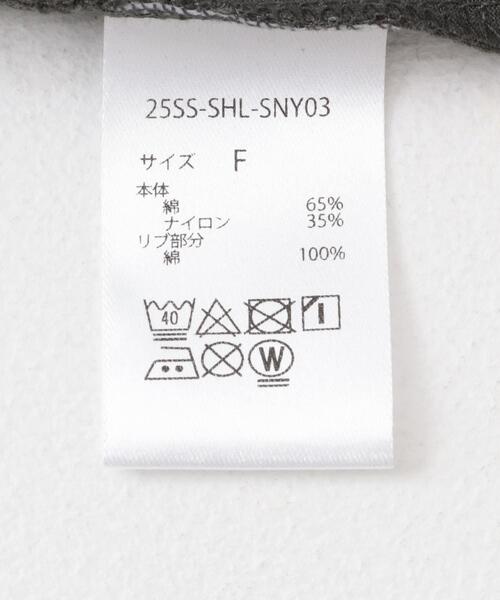 25SS-SHL-SNY03
サイズ F
本体
綿 65%
ナイロン 35%
リブ部分
綿 100%
40
W